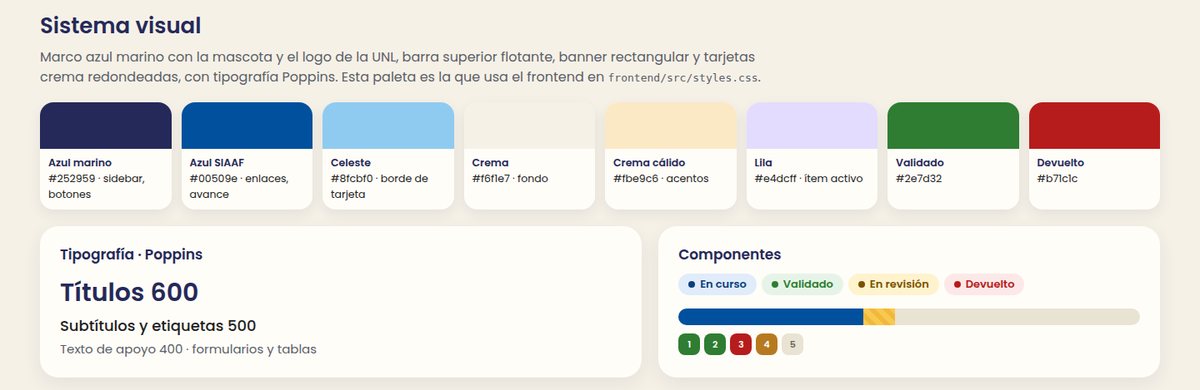 Sistema visual
Marco azul marino con la mascota y el logo de la UNL, barra superior flotante, banner rectangular y tarjetas
crema redondeadas, con tipografía Poppins. Esta paleta es la que usa el frontend en frontend/src/styles.css.
Azul marino
#252959 · sidebar,
botones
Azul SIAAF
#00509e · enlaces,
avance
Celeste
#8fcbf0 · borde de
tarjeta
Crema
#f6f1e7 · fondo
Crema cálido
#fbe9c6 · acentos
Lila
#e4dcff · ítem activo
Validado
#2e7d32
Devuelto
#b71c1c
Tipografía · Poppins
Títulos 600
Subtítulos y etiquetas 500
Texto de apoyo 400 · formularios y tablas
Componentes
En curso
Validado
En revisión
Devuelto
1 2 3 4 5